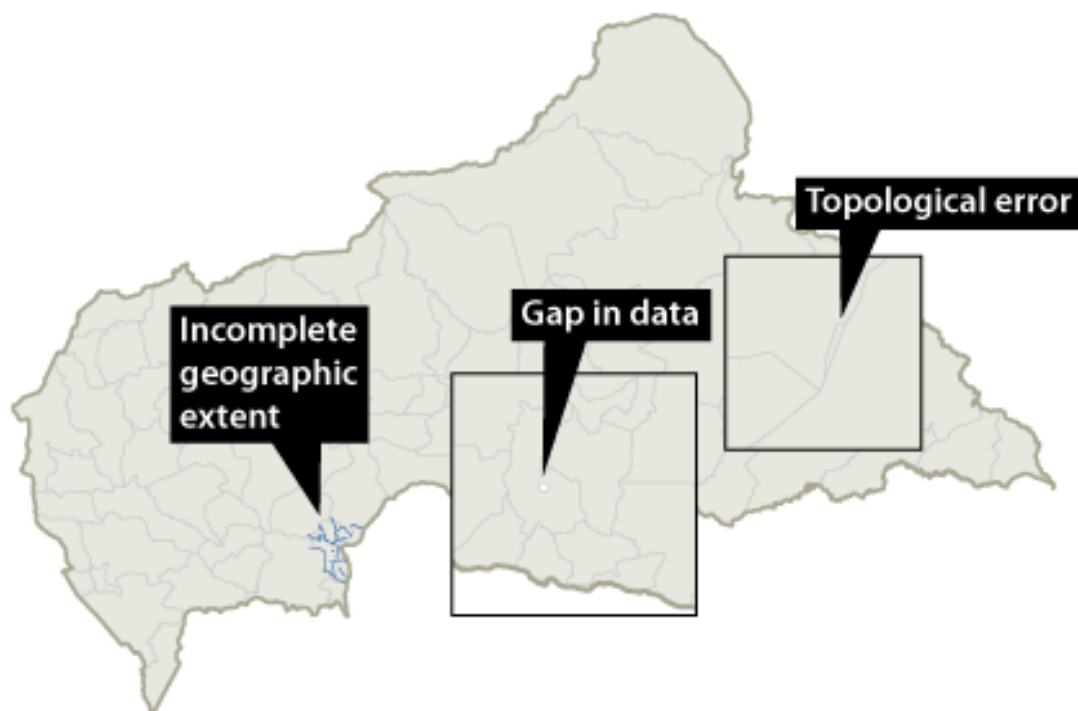 Topological error
Gap in data
Incomplete
geographic
extent